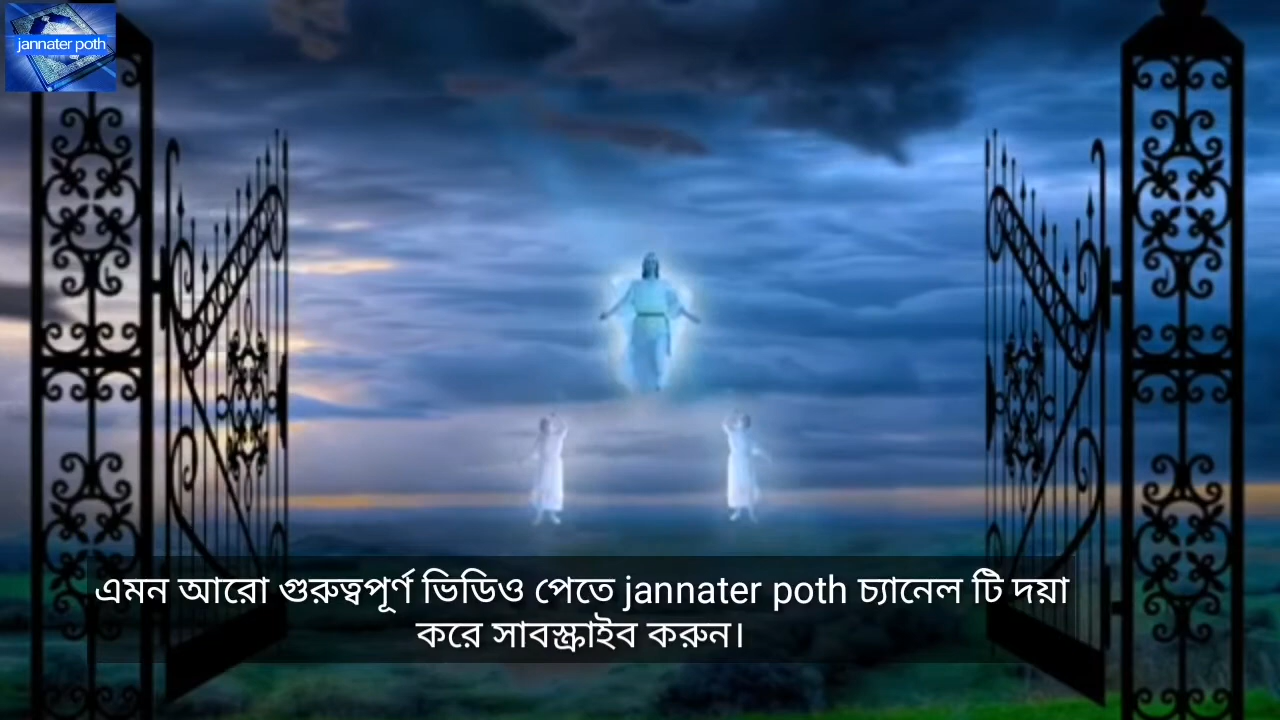 jannater poth
এমন আরো গুরুত্বপূর্ণ ভিডিও পেতে jannater poth চ্যানেল টি দয়া
করে সাবস্ক্রাইব করুন।